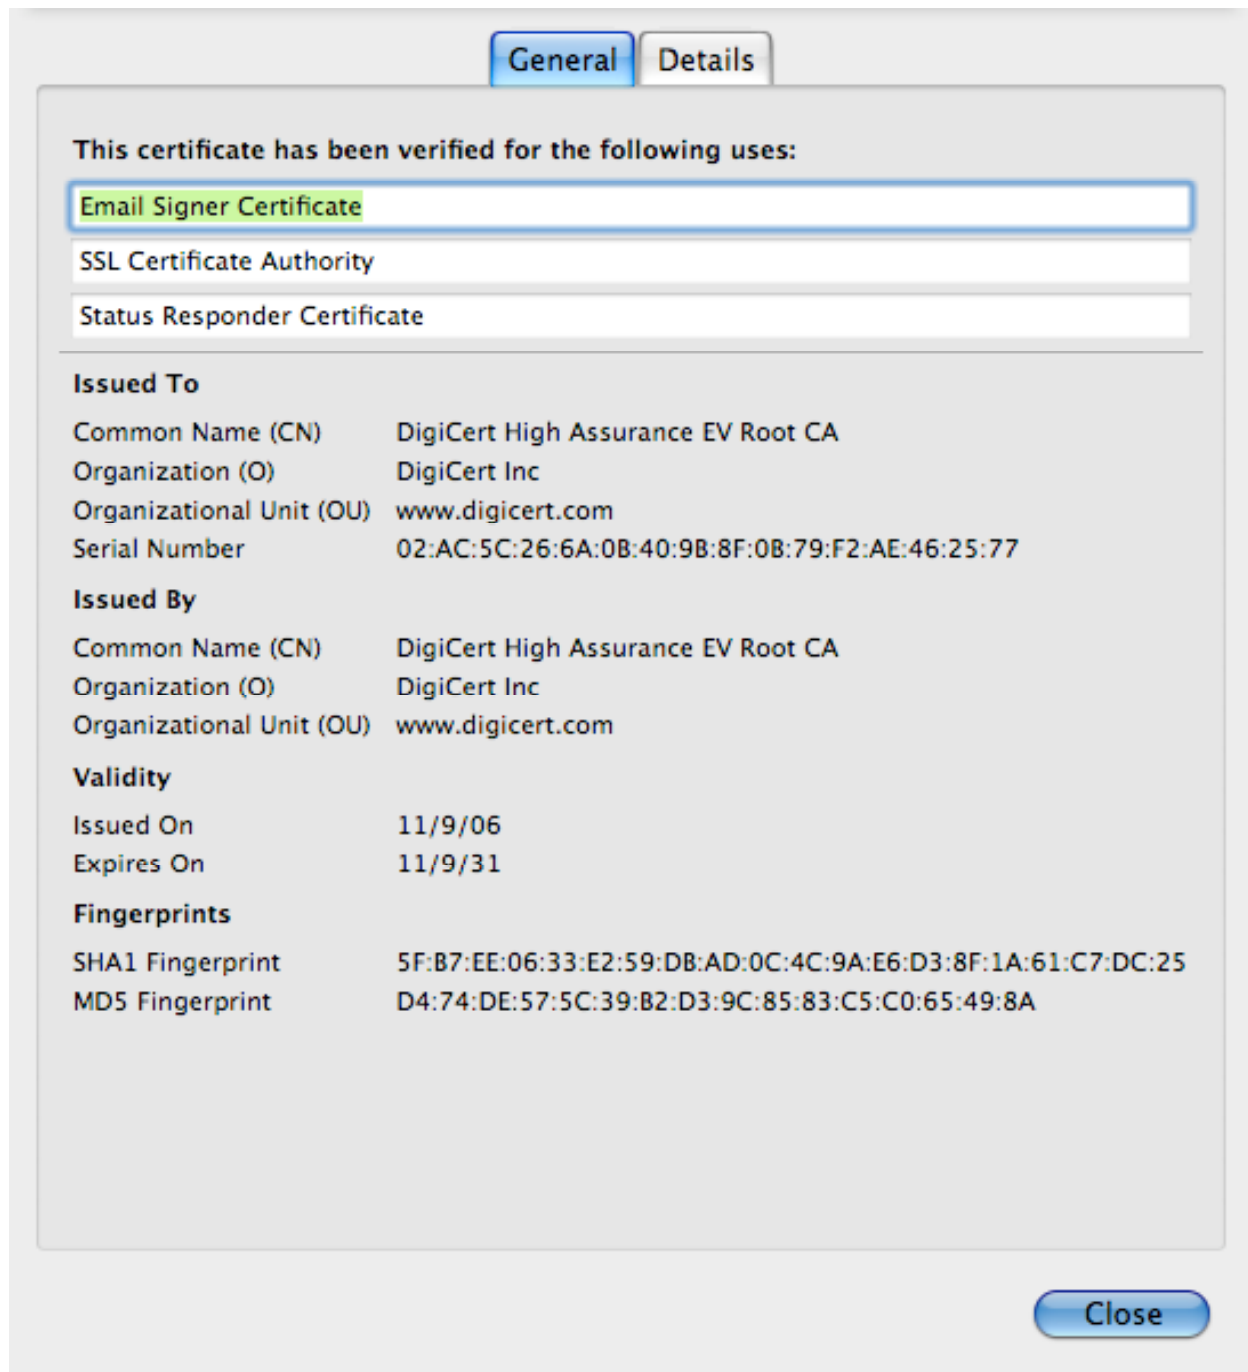 General Details
This certificate has been verified for the following uses:
Email Signer Certificate
SSL Certificate Authority
Status Responder Certificate
Issued To
Common Name (CN) DigiCert High Assurance EV Root CA
Organization (O) DigiCert Inc
Organizational Unit (OU) www.digicert.com
Serial Number 02:AC:5C:26:6A:0B:40:9B:8F:0B:79:F2:AE:46:25:77
Issued By
Common Name (CN) DigiCert High Assurance EV Root CA
Organization (O) DigiCert Inc
Organizational Unit (OU) www.digicert.com
Validity
Issued On 11/9/06
Expires On 11/9/31
Fingerprints
SHA1 Fingerprint 5F:B7:EE:06:33:E2:59:DB:AD:0C:4C:9A:E6:D3:8F:1A:61:C7:DC:25
MD5 Fingerprint D4:74:DE:57:5C:39:B2:D3:9C:85:83:C5:C0:65:49:8A
Close